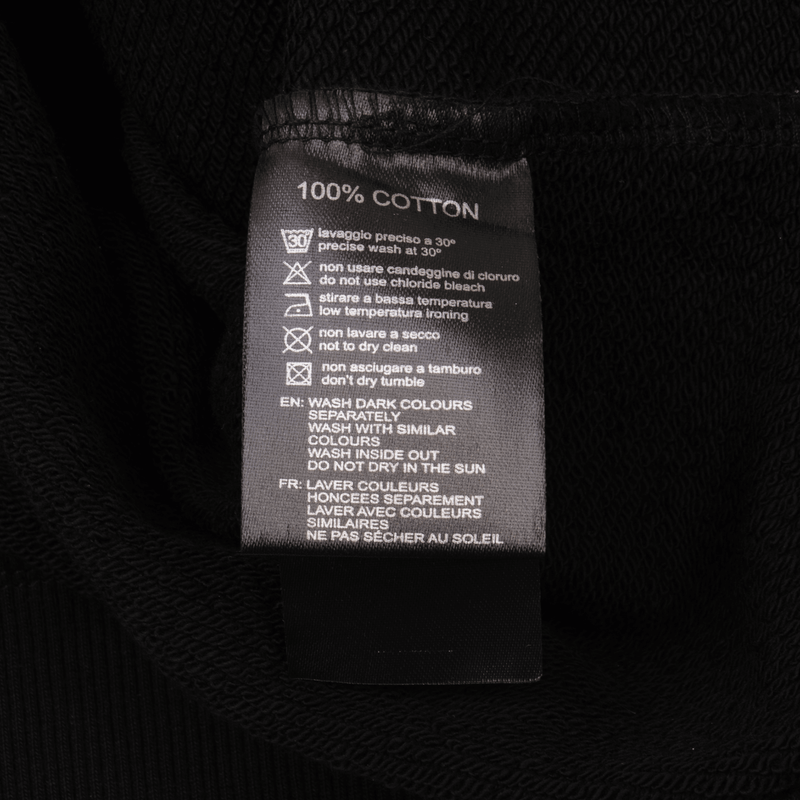 100% COTTON
30
lavaggio preciso a 30º
precise wash at 30º
non usare candeggine di cloruro
do not use chloride bleach
stirare a bassa temperatura
low temperature ironing
non lavare a secco
not to dry clean
non asciugare a tamburo
don't dry tumble
EN: WASH DARK COLOURS
SEPARATELY
WASH WITH SIMILAR
COLOURS
WASH INSIDE OUT
DO NOT DRY IN THE SUN
FR: LAVER COULEURS
HONCEES SEPAREMENT
LAVER AVEC COULEURS
SIMILAIRES
NE PAS SÉCHER AU SOLEIL